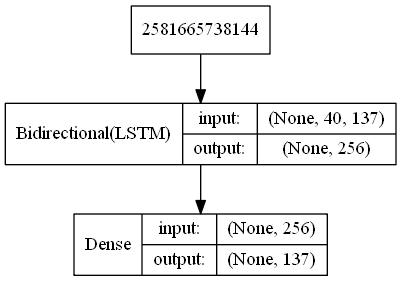 2581665738144
Bidirectional(LSTM)
input:
(None, 40, 137)
output:
(None, 256)
Dense
input:
(None, 256)
output:
(None, 137)